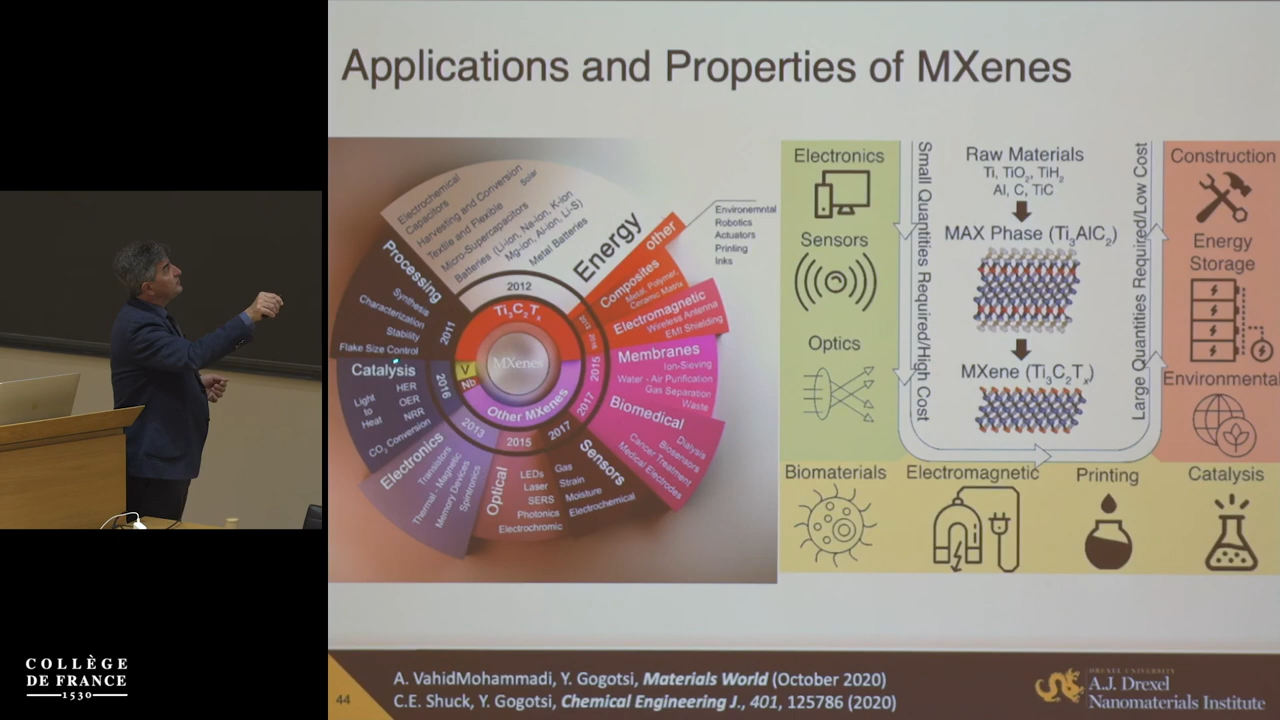 Applications and Properties of MXenes
Electrochemical
Capacitors
Harvesting and Conversion
Solar
Textile and Flexible
Micro-Supercapacitors
Batteries (Li-ion, Na-ion, K-ion
Mg-ion, Al-ion, Li-S)
Metal Batteries
Energy
other
Environemntal
Robotics
Actuators
Printing
Inks
Composites
Metal, Polymer,
Ceramic Matrix
Electromagnetic
Wireless Antenna
EMI Shielding
Membranes
Ion-Sieving
Water - Air Purification
Gas Separation
Waste
Biomedical
Dialysis
Biosensors
Cancer Treatment
Medical Electrodes
Sensors
Gas
Strain
Moisture
Electrochemical
Optical
LEDs
Laser
SERS
Photonics
Electrochromic
Electronics
Transistors
Thermal - Magnetic
Memory Devices
Spintronics
Catalysis
HER
OER
NRR
Light
to
Heat
CO₂ Conversion
Processing
Synthesis
Characterization
Stability
Flake Size Control
2012
2015
2017
2017
2015
2013
2016
2011
Ti₃C₂Tₓ
MXenes
V
Nb
Other MXenes
Electronics
Sensors
Optics
Small Quantities Required/High Cost
Raw Materials
Ti, TiO₂, TiH₂
Al, C, TiC
MAX Phase (Ti₃AlC₂)
MXene (Ti₃C₂Tₓ)
Large Quantities Required/Low Cost
Construction
Energy
Storage
Environmental
Biomaterials
Electromagnetic
Printing
Catalysis
COLLÈGE
DE FRANCE
1530
44
A. VahidMohammadi, Y. Gogotsi, Materials World (October 2020)
C.E. Shuck, Y. Gogotsi, Chemical Engineering J., 401, 125786 (2020)
DREXEL UNIVERSITY
A.J. Drexel
Nanomaterials Institute